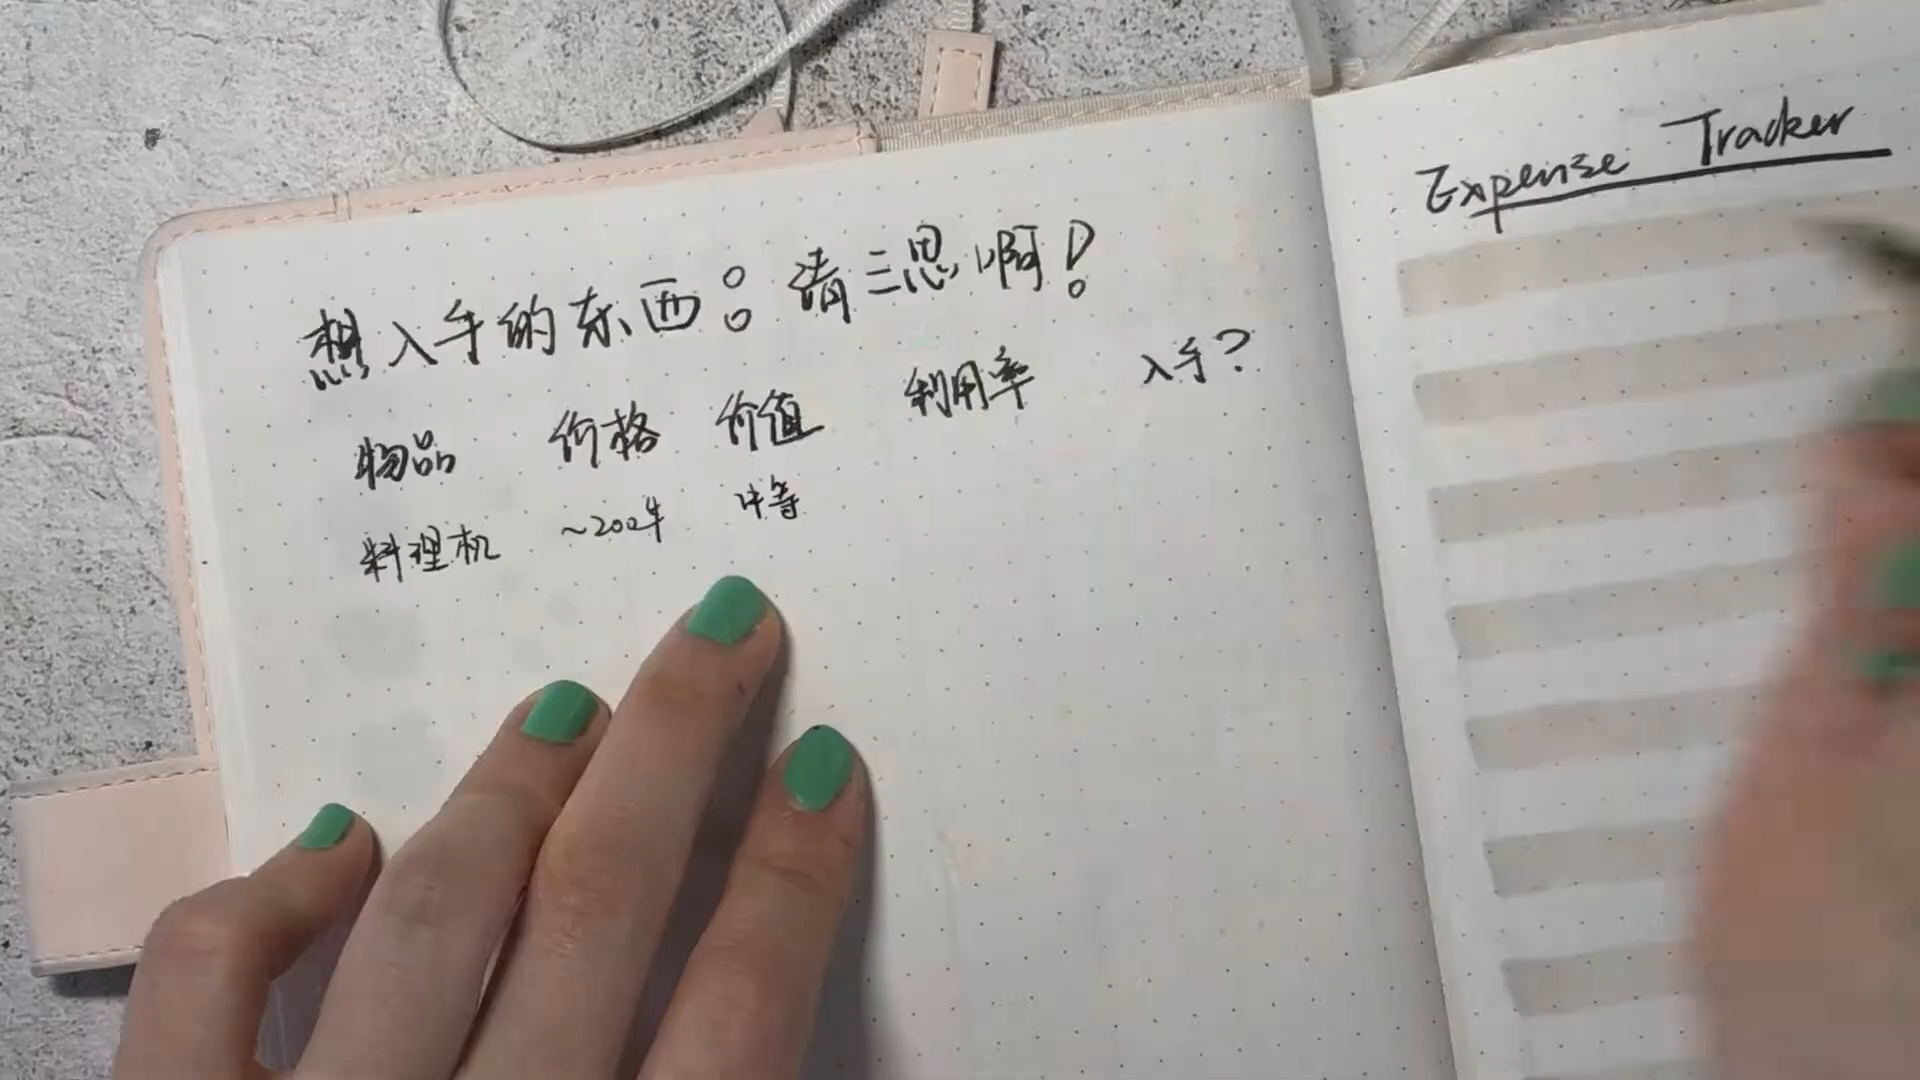 想入手的东西：请三思啊！
物品 价格 价值 利用率 入手？
料理机 ~200 中等
Expense Tracker